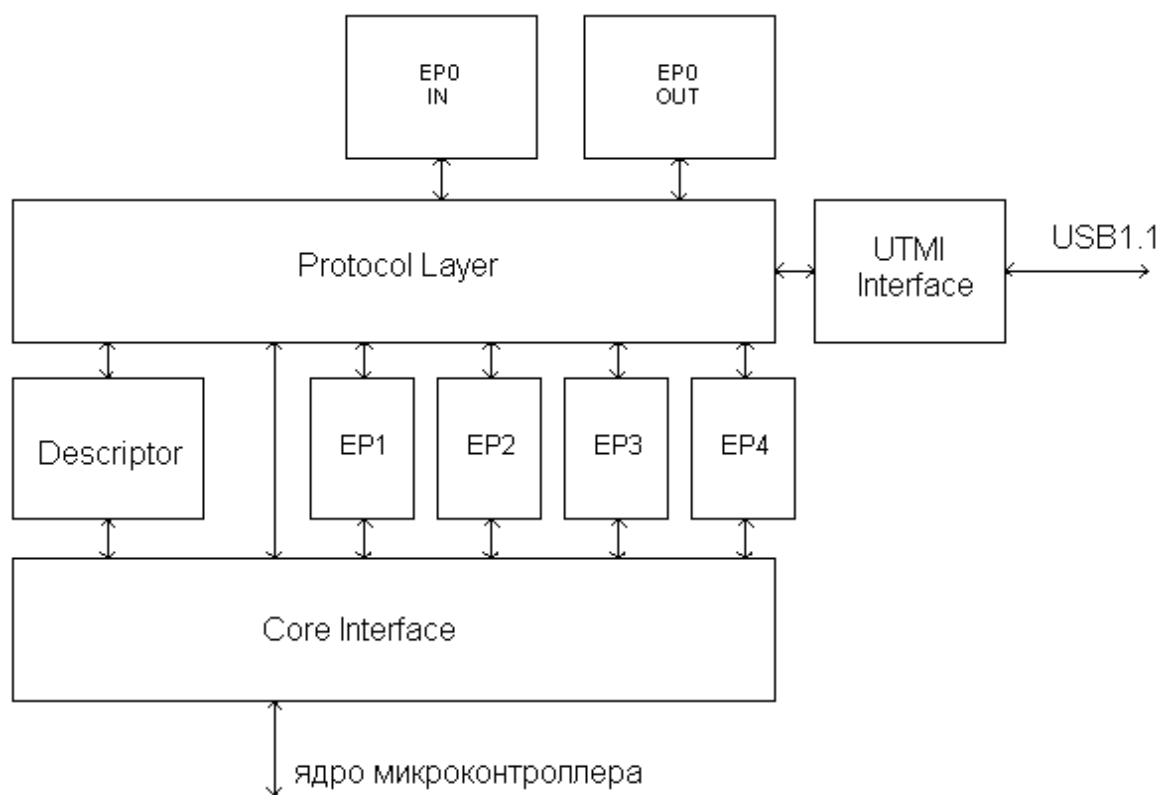 EP0
IN
EP0
OUT
Protocol Layer
UTMI
Interface
USB1.1
Descriptor
EP1
EP2
EP3
EP4
Core Interface
ядро микроконтроллера